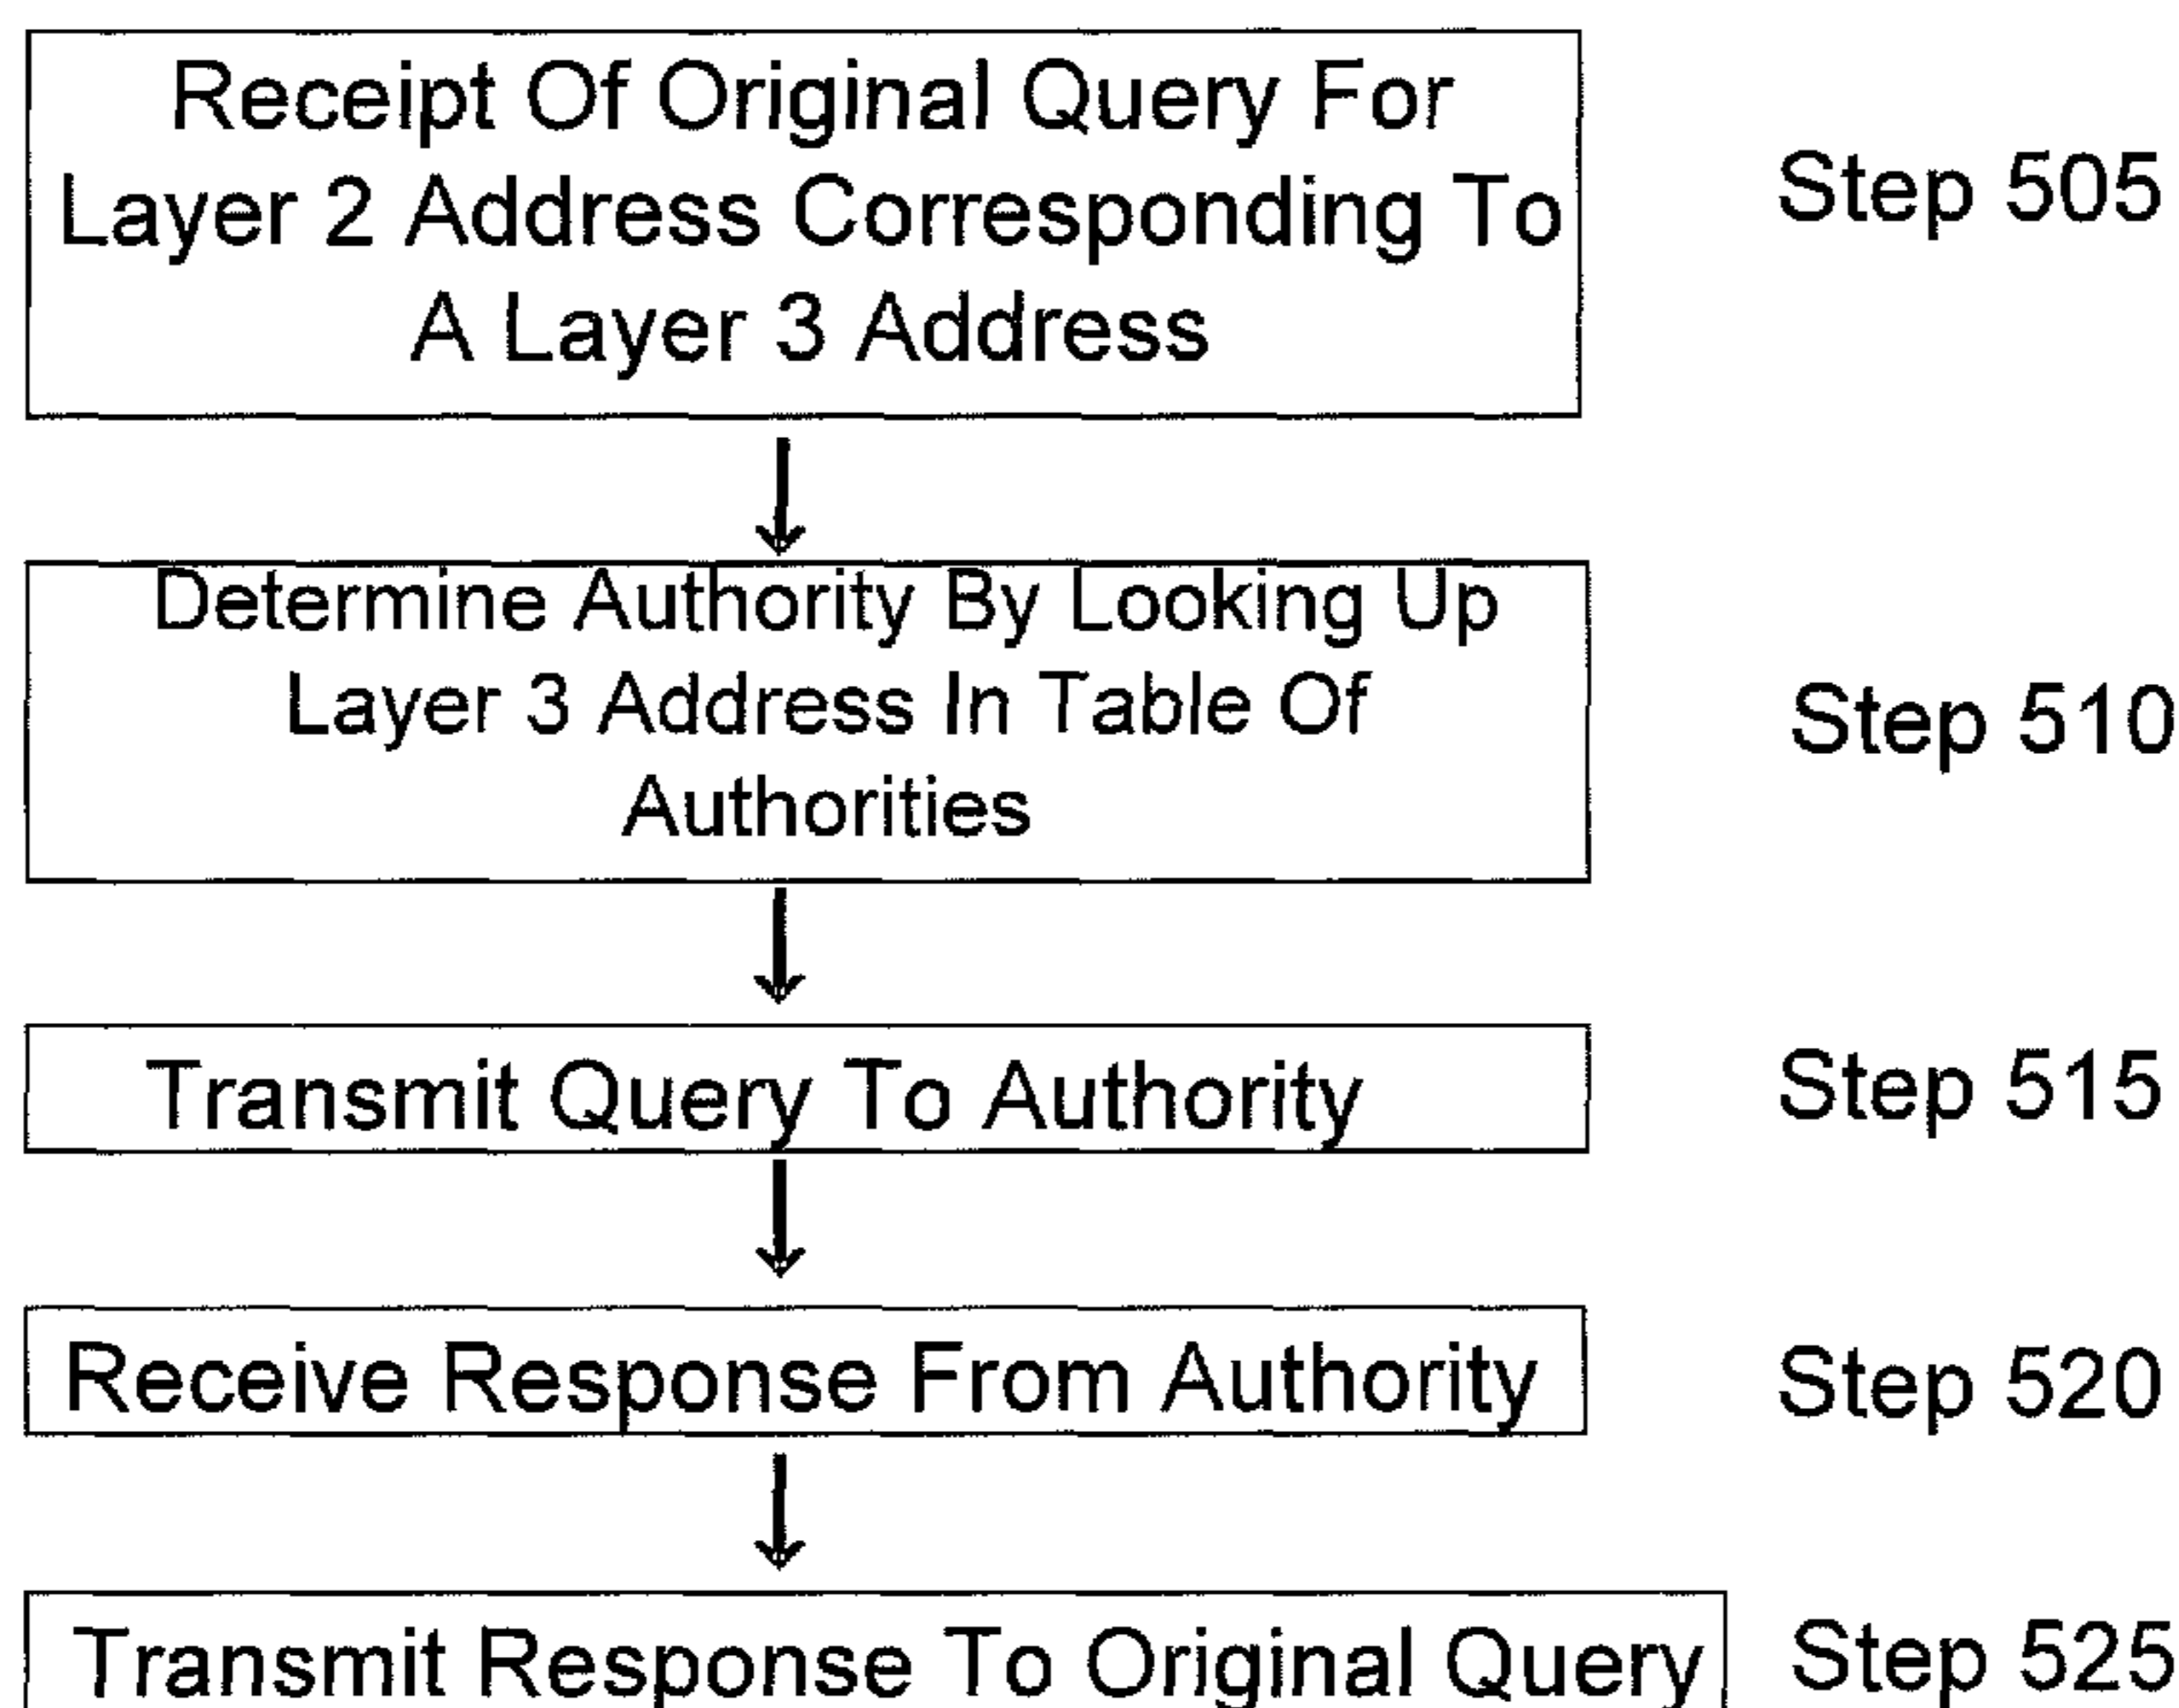 Receipt Of Original Query For
Layer 2 Address Corresponding To
A Layer 3 Address
Step 505
Determine Authority By Looking Up
Layer 3 Address In Table Of
Authorities
Step 510
Transmit Query To Authority
Step 515
Receive Response From Authority
Step 520
Transmit Response To Original Query
Step 525